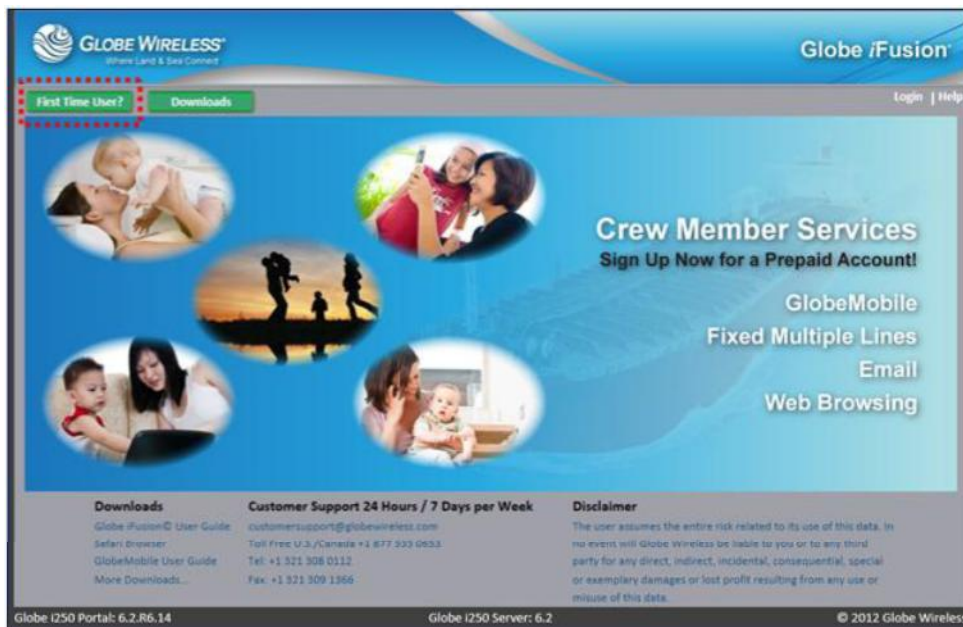 GLOBE WIRELESS
Where Land & Sea Connect
Globe iFusion
First Time User?
Downloads
Login | Help
Crew Member Services
Sign Up Now for a Prepaid Account!
GlobeMobile
Fixed Multiple Lines
Email
Web Browsing
Downloads
Globe iFusion© User Guide
Safari Browser
GlobeMobile User Guide
More Downloads...
Customer Support 24 Hours / 7 Days per Week
customersupport@globewireless.com
Toll Free U.S./Canada +1 877 333 0653
Tel: +1 321 308 0112
Fax: +1 321 309 1366
Disclaimer
The user assumes the entire risk related to its use of this data. In
no event will Globe Wireless be liable to you or to any third
party for any direct, indirect, incidental, consequential, special
or exemplary damages or lost profit resulting from any use or
misuse of this data.
Globe i250 Portal: 6.2.R6.14
Globe i250 Server: 6.2
© 2012 Globe Wireless